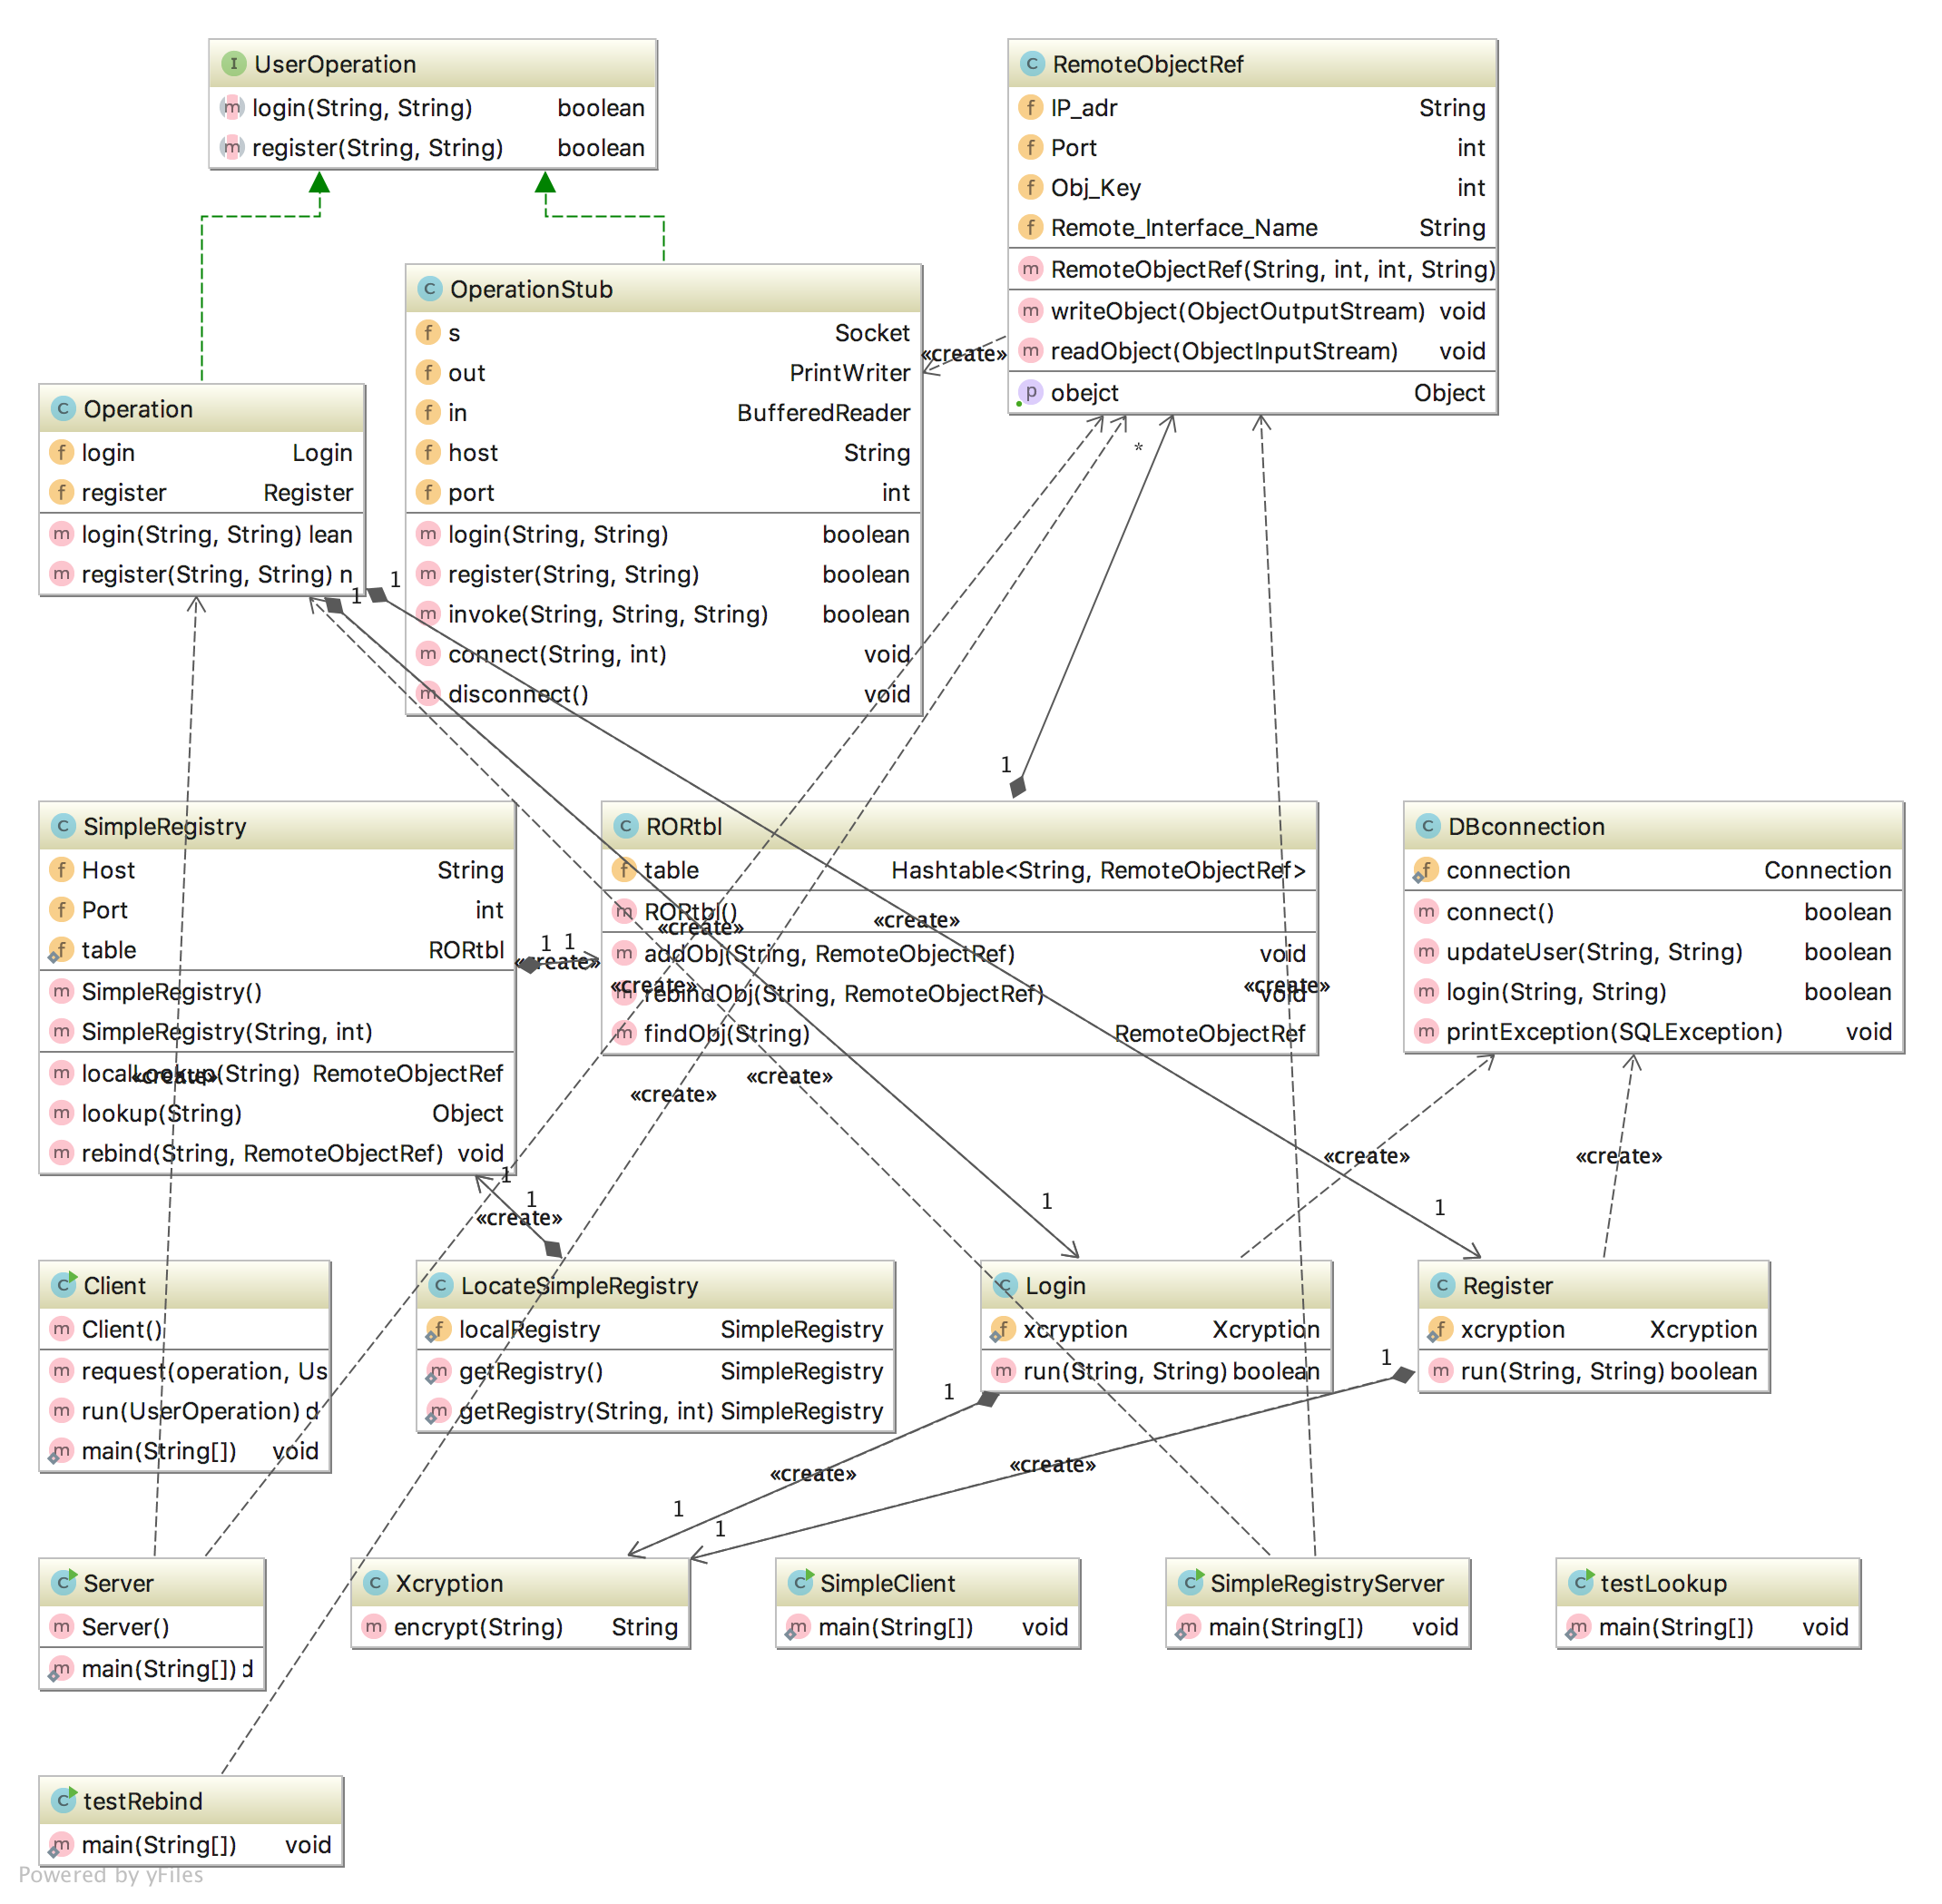 UserOperation
login(String, String) boolean
register(String, String) boolean
RemoteObjectRef
IP_adr String
Port int
Obj_Key int
Remote_Interface_Name String
RemoteObjectRef(String, int, int, String)
writeObject(ObjectOutputStream) void
readObject(ObjectInputStream) void
obejct Object
OperationStub
s Socket
out PrintWriter
in BufferedReader
host String
port int
login(String, String) boolean
register(String, String) boolean
invoke(String, String, String) boolean
connect(String, int) void
disconnect() void
«create»
Operation
login Login
register Register
login(String, String) lean
register(String, String) n
1
1
*
1
SimpleRegistry
Host String
Port int
table RORtbl
SimpleRegistry()
SimpleRegistry(String, int)
localLookup(String) RemoteObjectRef
lookup(String) Object
rebind(String, RemoteObjectRef) void
«create»
1 1
«create»
RORtbl
table Hashtable<String, RemoteObjectRef>
RORtbl()
addObj(String, RemoteObjectRef) void
rebindObj(String, RemoteObjectRef) void
findObj(String) RemoteObjectRef
«create»
«create»
«create»
«create»
«create»
«create»
DBconnection
connection Connection
connect() boolean
updateUser(String, String) boolean
login(String, String) boolean
printException(SQLException) void
«create»
«create»
1
1
«create»
1
1
Client
Client()
request(operation, Us
run(UserOperation) d
main(String[]) void
LocateSimpleRegistry
localRegistry SimpleRegistry
getRegistry() SimpleRegistry
getRegistry(String, int) SimpleRegistry
Login
xcryption Xcryption
run(String, String) boolean
Register
xcryption Xcryption
run(String, String) boolean
1
1
«create»
«create»
1
1
Server
Server()
main(String[]) d
Xcryption
encrypt(String) String
SimpleClient
main(String[]) void
SimpleRegistryServer
main(String[]) void
testLookup
main(String[]) void
testRebind
main(String[]) void
Powered by yFiles